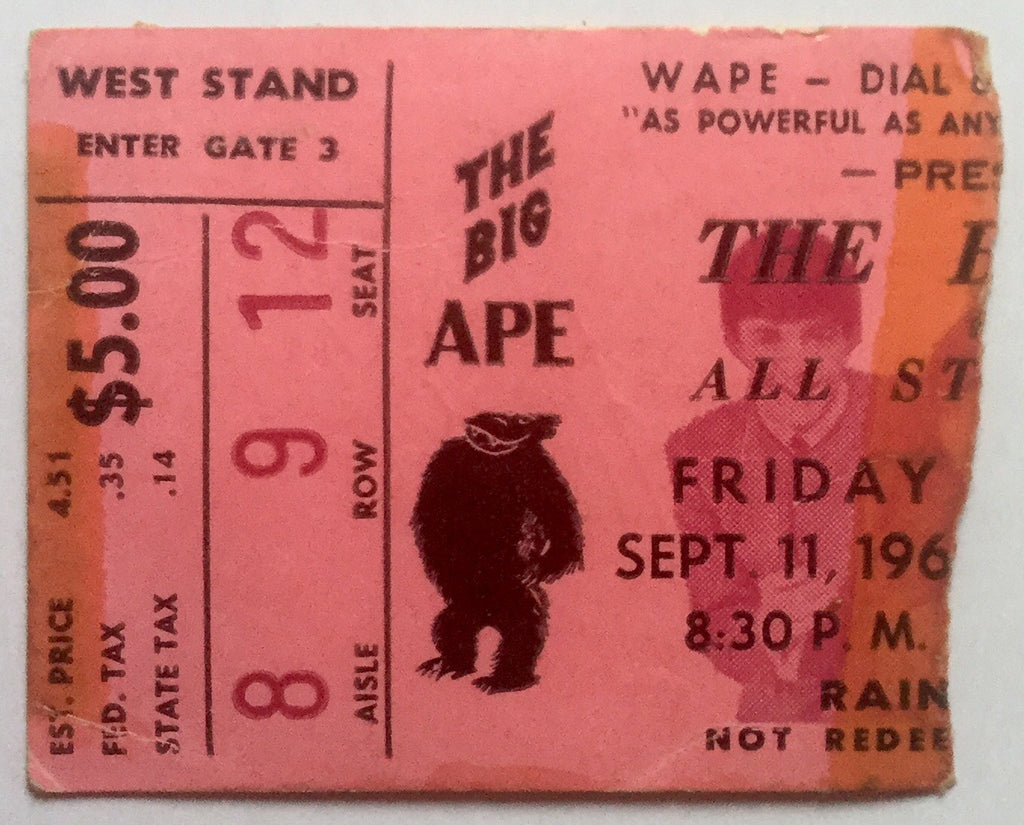 WEST STAND
ENTER GATE 3
EST. PRICE 4.51
FED. TAX .35
STATE TAX .14
$5.00
8 9 12
AISLE ROW SEAT
THE
BIG
APE
WAPE – DIAL
"AS POWERFUL AS ANY
– PRES
THE B
ALL ST
FRIDAY
SEPT. 11, 196
8:30 P. M.
RAIN
NOT REDEE